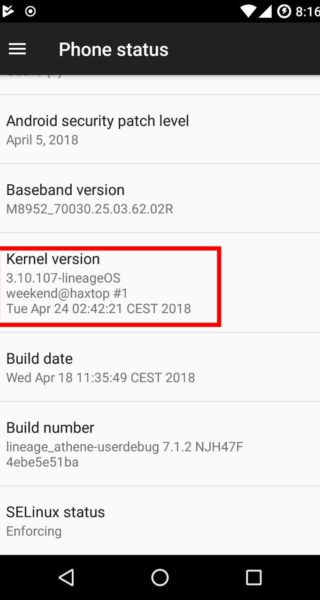 8:16
Phone status
Android security patch level
April 5, 2018
Baseband version
M8952_70030.25.03.62.02R
Kernel version
3.10.107-lineageOS
weekend@haxtop #1
Tue Apr 24 02:42:21 CEST 2018
Build date
Wed Apr 18 11:35:49 CEST 2018
Build number
lineage_athene-userdebug 7.1.2 NJH47F
4ebe5e51ba
SELinux status
Enforcing